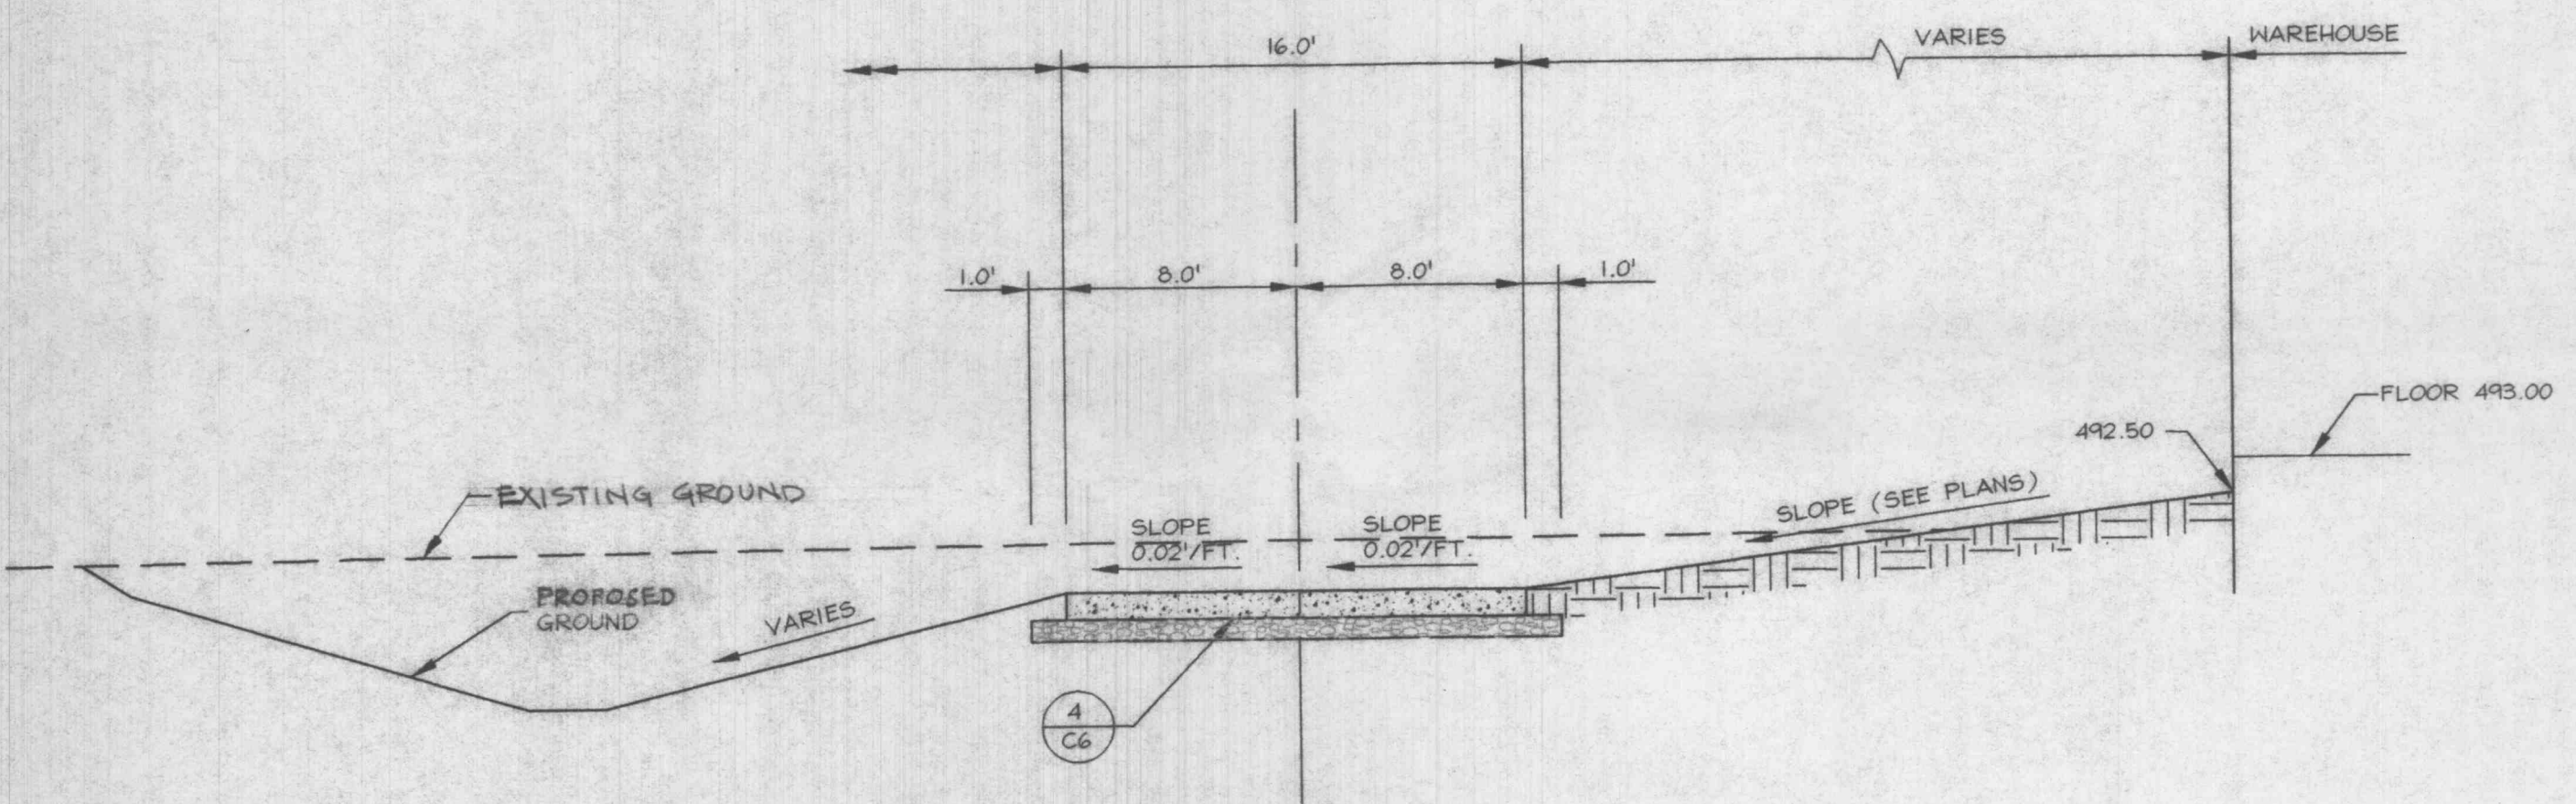 16.0'
VARIES
WAREHOUSE
1.0'
8.0'
8.0'
1.0'
FLOOR 493.00
492.50
EXISTING GROUND
SLOPE (SEE PLANS)
SLOPE
0.02'/FT.
SLOPE
0.02'/FT.
PROPOSED
GROUND
VARIES
4
C6